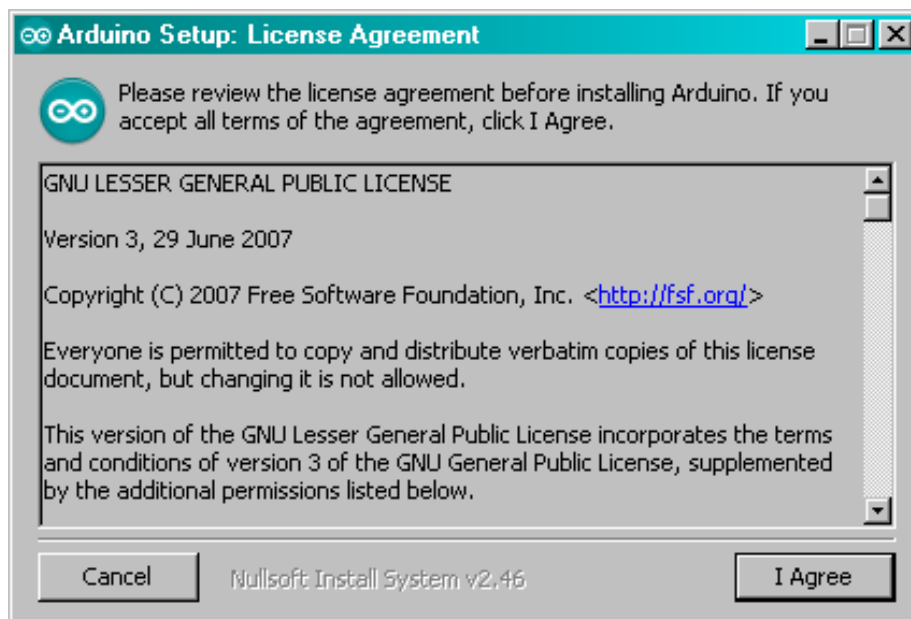 Arduino Setup: License Agreement
Please review the license agreement before installing Arduino. If you
accept all terms of the agreement, click I Agree.
GNU LESSER GENERAL PUBLIC LICENSE
Version 3, 29 June 2007
Copyright (C) 2007 Free Software Foundation, Inc. <http://fsf.org/>
Everyone is permitted to copy and distribute verbatim copies of this license
document, but changing it is not allowed.
This version of the GNU Lesser General Public License incorporates the terms
and conditions of version 3 of the GNU General Public License, supplemented
by the additional permissions listed below.
Cancel
Nullsoft Install System v2.46
I Agree